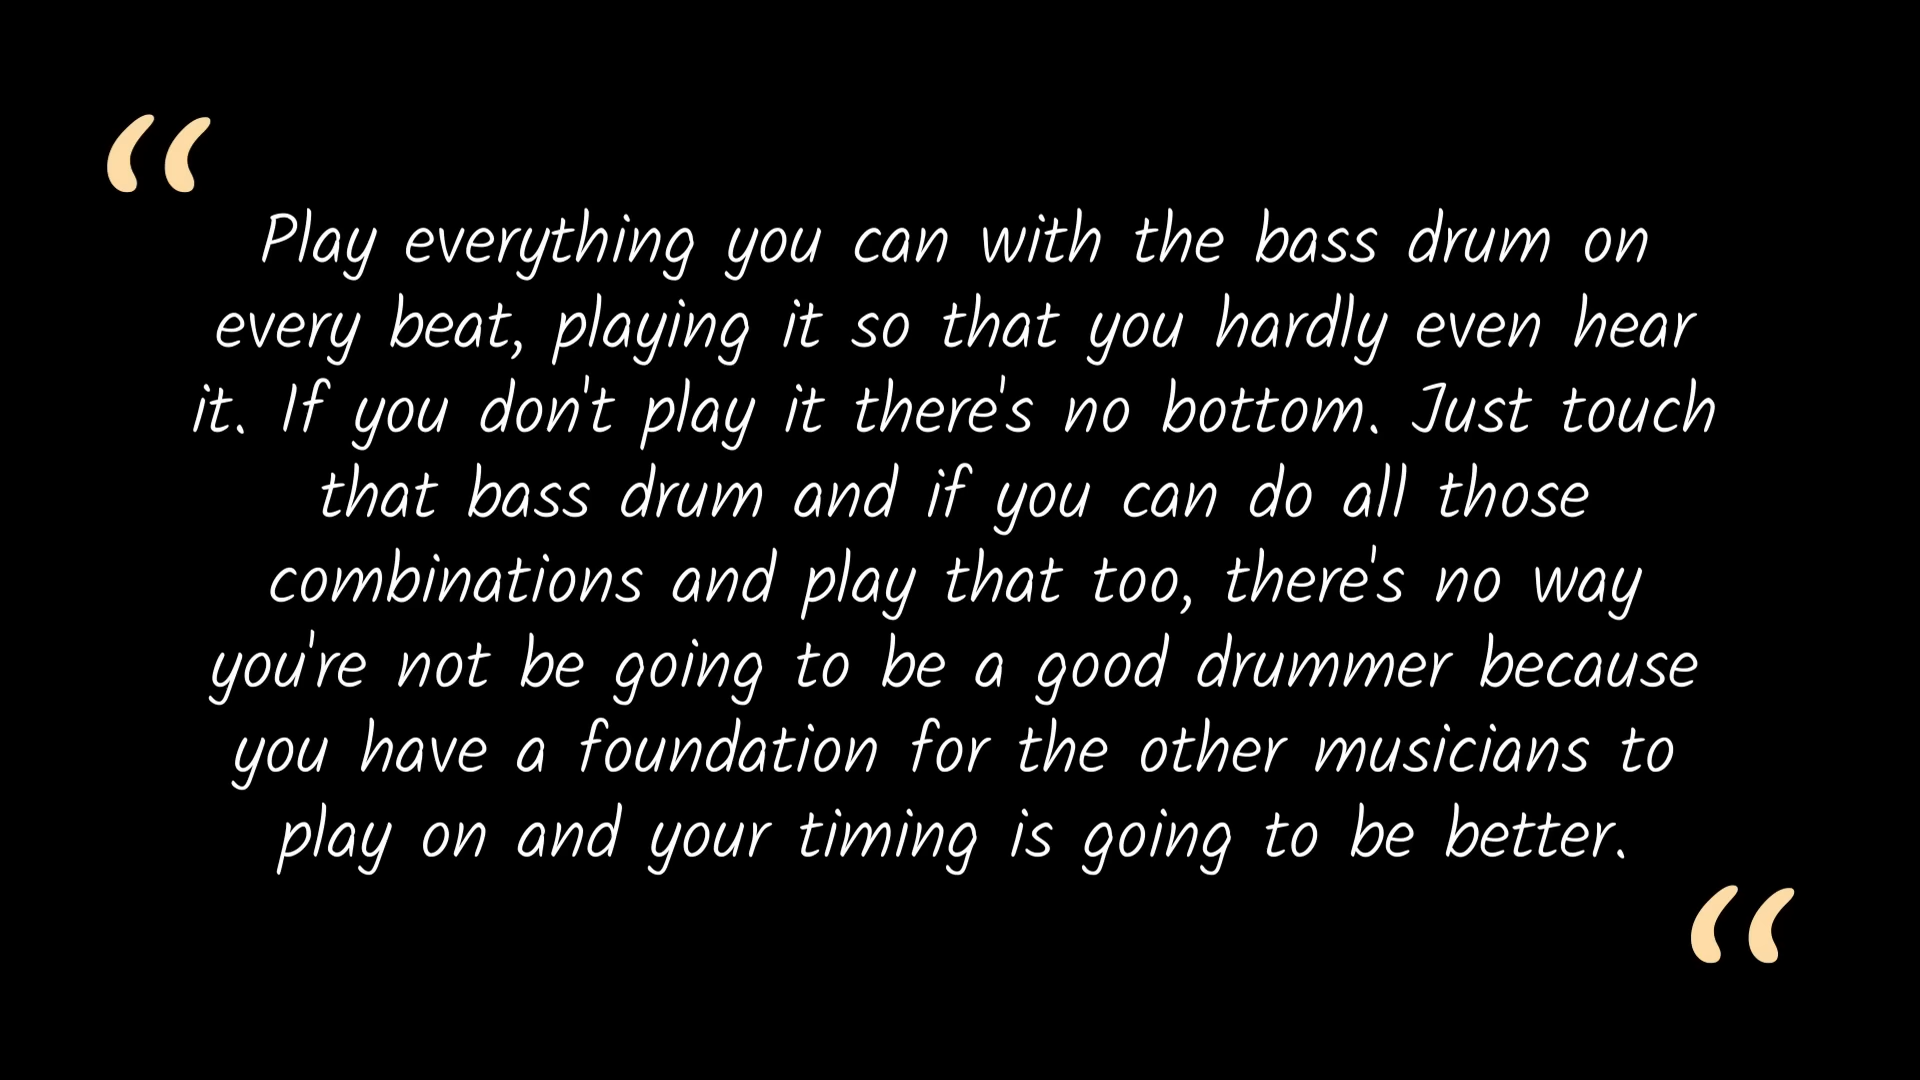 “
Play everything you can with the bass drum on
every beat, playing it so that you hardly even hear
it. If you don't play it there's no bottom. Just touch
that bass drum and if you can do all those
combinations and play that too, there's no way
you're not be going to be a good drummer because
you have a foundation for the other musicians to
play on and your timing is going to be better.
“